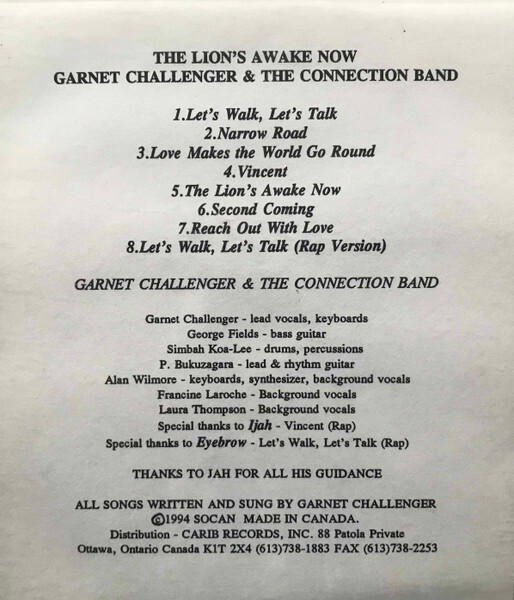 THE LION'S AWAKE NOW
GARNET CHALLENGER & THE CONNECTION BAND
1.Let's Walk, Let's Talk
2.Narrow Road
3.Love Makes the World Go Round
4.Vincent
5.The Lion's Awake Now
6.Second Coming
7.Reach Out With Love
8.Let's Walk, Let's Talk (Rap Version)
GARNET CHALLENGER & THE CONNECTION BAND
Garnet Challenger - lead vocals, keyboards
George Fields - bass guitar
Simbah Koa-Lee - drums, percussions
P. Bukuzagara - lead & rhythm guitar
Alan Wilmore - keyboards, synthesizer, background vocals
Francine Laroche - Background vocals
Laura Thompson - Background vocals
Special thanks to Ijah - Vincent (Rap)
Special thanks to Eyebrow - Let's Walk, Let's Talk (Rap)
THANKS TO JAH FOR ALL HIS GUIDANCE
ALL SONGS WRITTEN AND SUNG BY GARNET CHALLENGER
©1994 SOCAN MADE IN CANADA.
Distribution - CARIB RECORDS, INC. 88 Patola Private
Ottawa, Ontario Canada K1T 2X4 (613)738-1883 FAX (613)738-2253